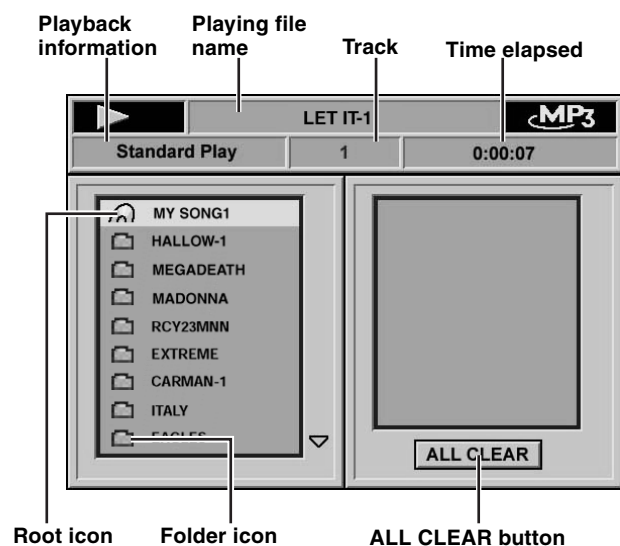 Playback information
Playing file name
Track
Time elapsed
LET IT-1
MP3
Standard Play
1
0:00:07
MY SONG1
HALLOW-1
MEGADEATH
MADONNA
RCY23MNN
EXTREME
CARMAN-1
ITALY
EAGLES
ALL CLEAR
Root icon
Folder icon
ALL CLEAR button